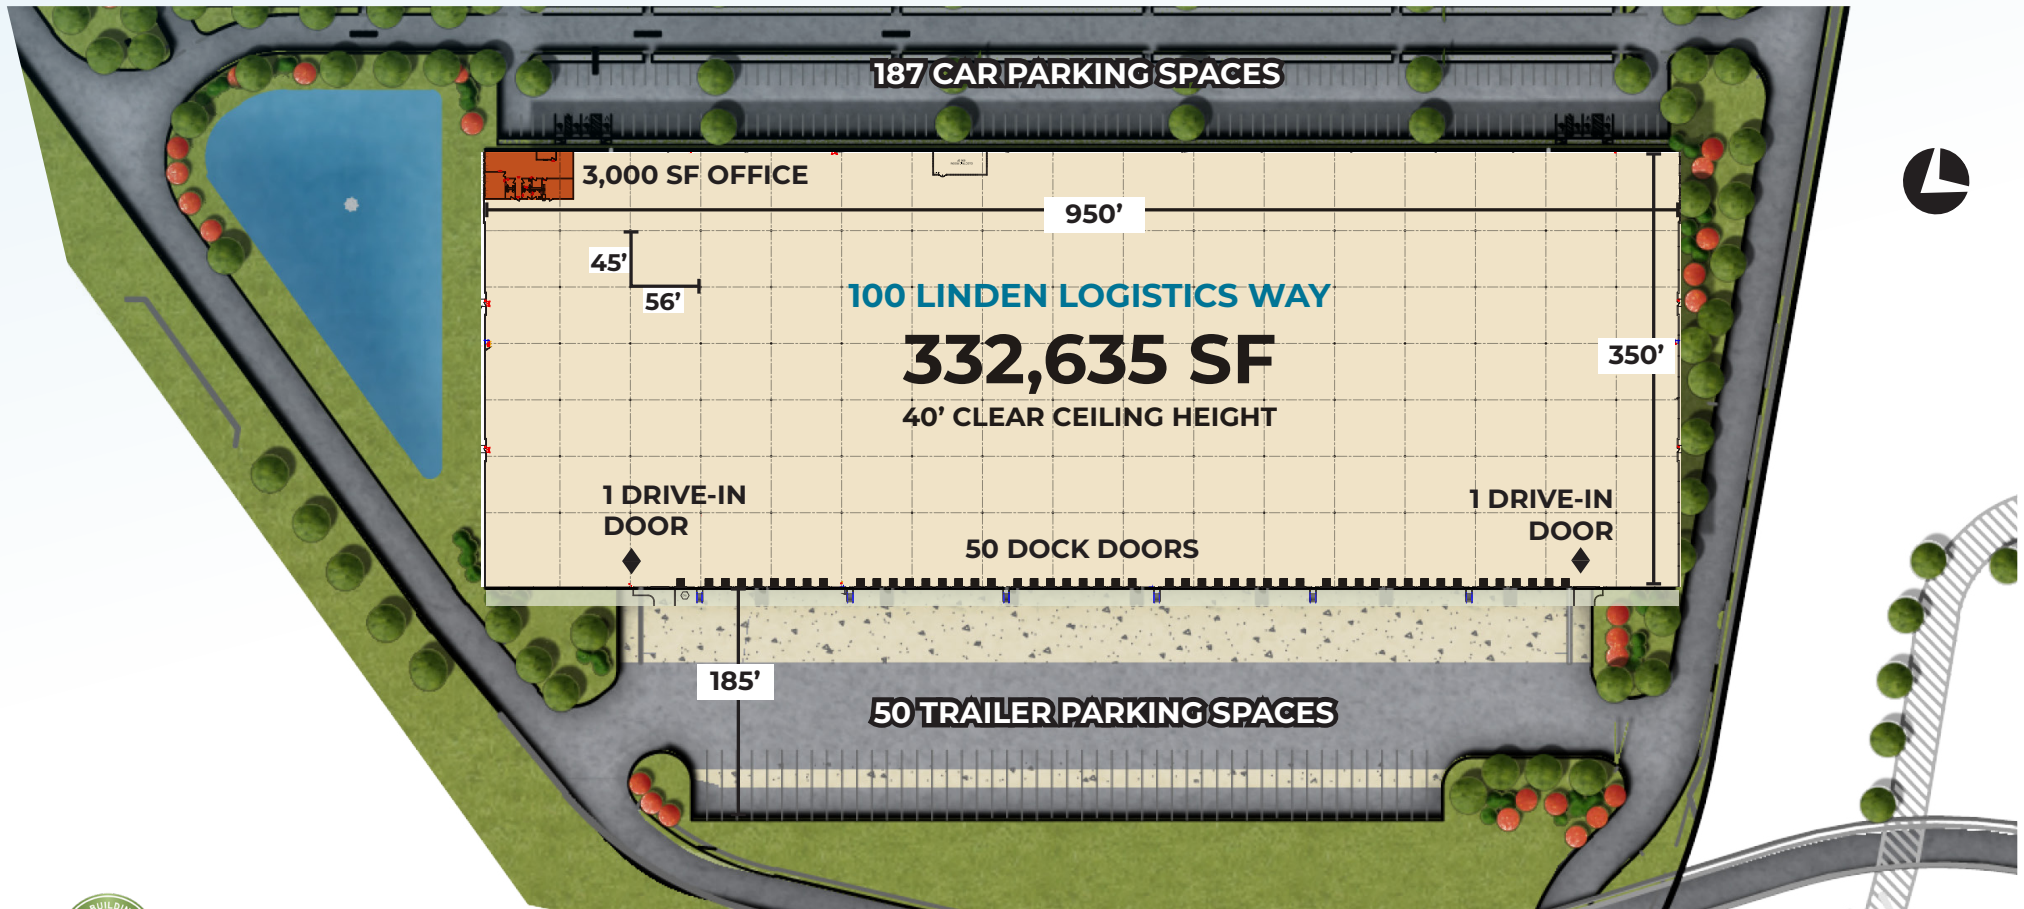 187 CAR PARKING SPACES
3,000 SF OFFICE
950’
45’
56’
100 LINDEN LOGISTICS WAY
332,635 SF
350’
40’ CLEAR CEILING HEIGHT
1 DRIVE-IN
DOOR
1 DRIVE-IN
DOOR
50 DOCK DOORS
185’
50 TRAILER PARKING SPACES